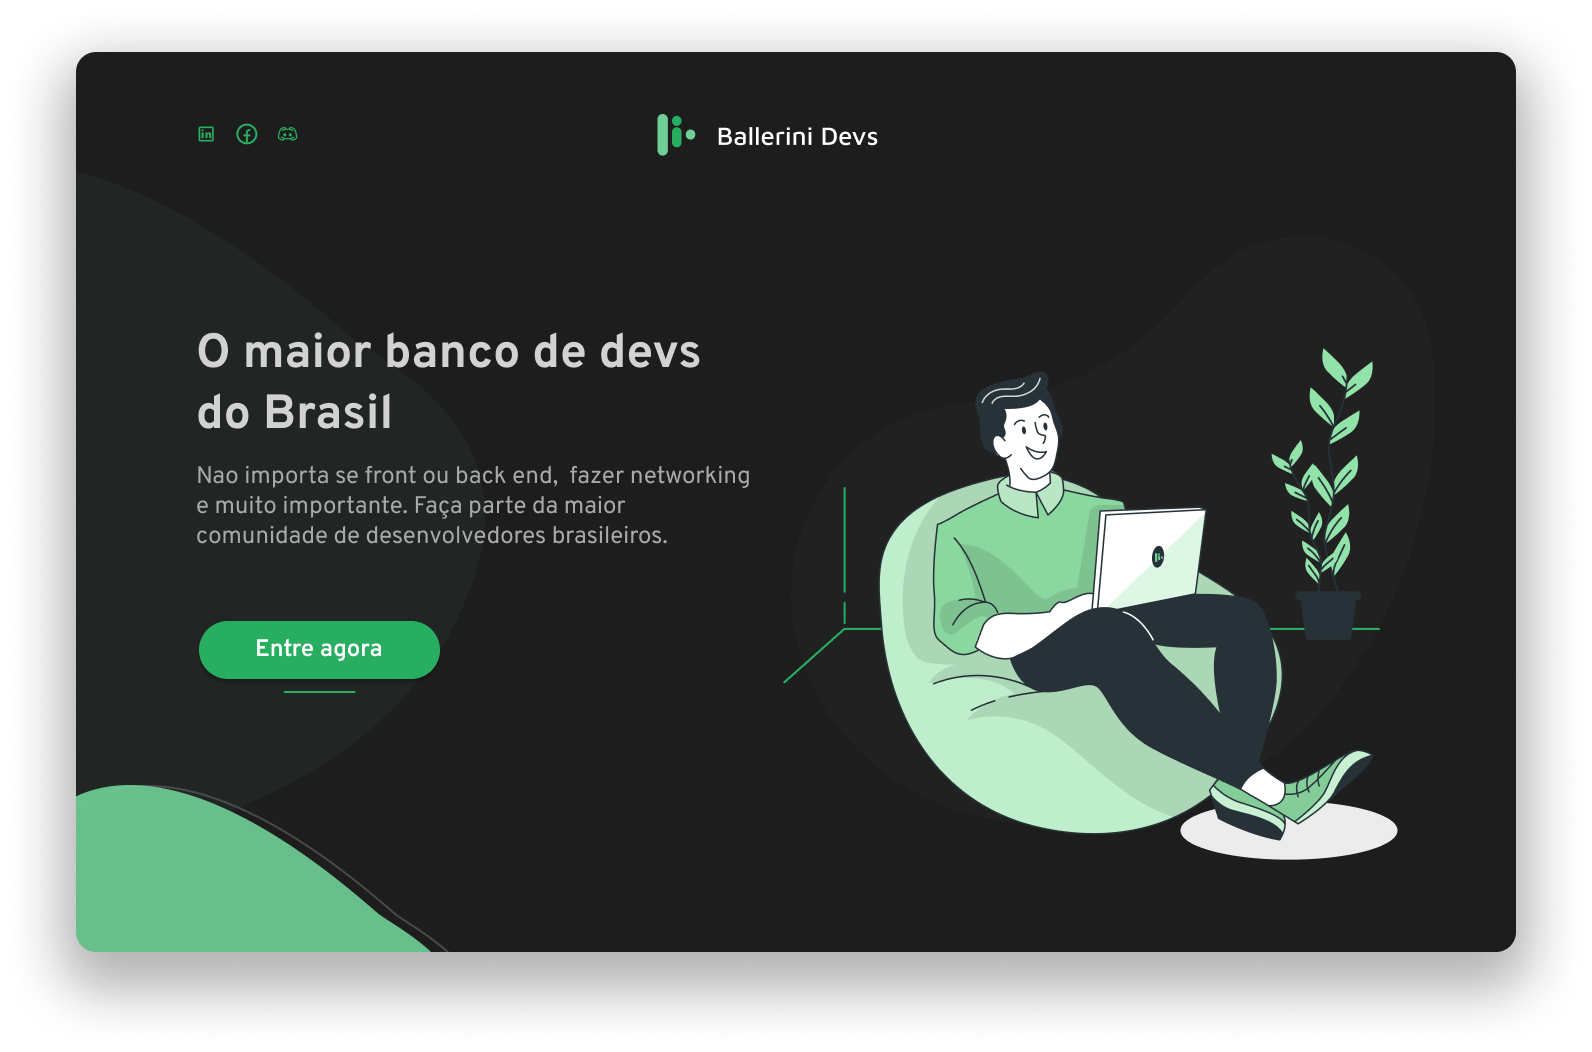 in
Ballerini Devs
O maior banco de devs
do Brasil
Nao importa se front ou back end,  fazer networking
e muito importante. Faça parte da maior
comunidade de desenvolvedores brasileiros.
Entre agora